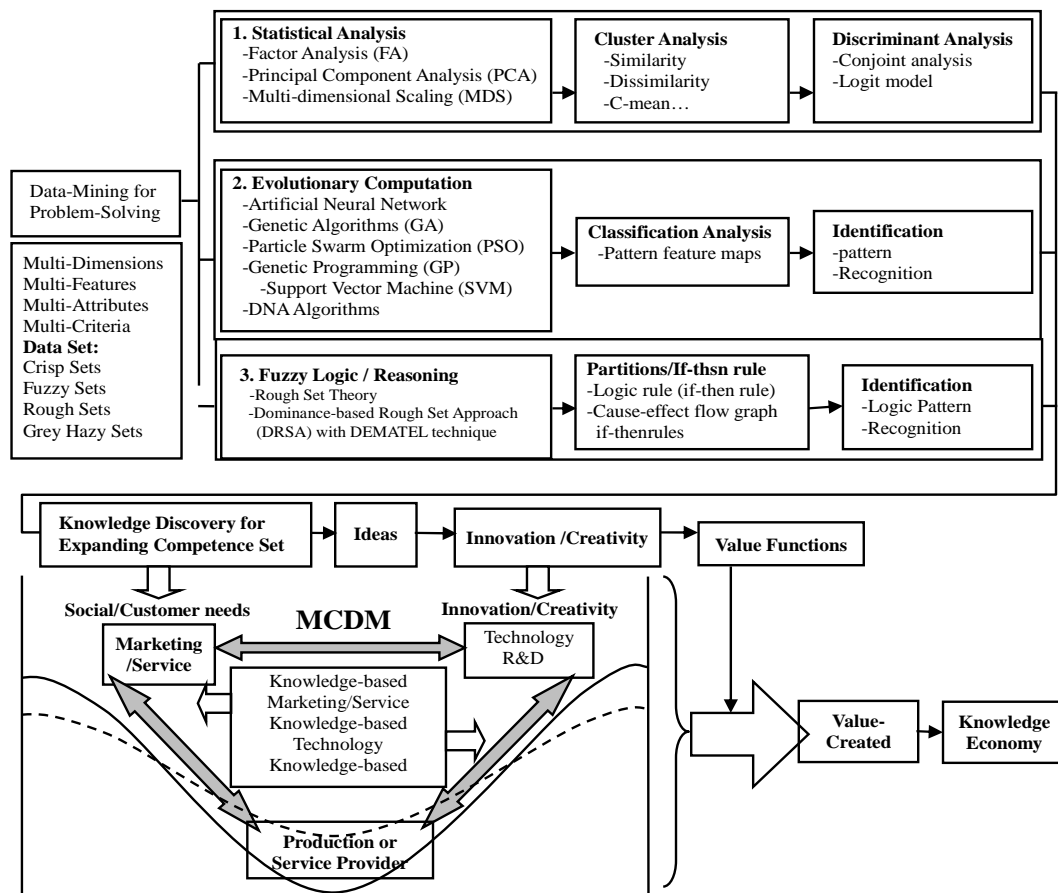 1. Statistical Analysis
-Factor Analysis (FA)
-Principal Component Analysis (PCA)
-Multi-dimensional Scaling (MDS)
Cluster Analysis
-Similarity
-Dissimilarity
-C-mean…
Discriminant Analysis
-Conjoint analysis
-Logit model
Data-Mining for
Problem-Solving
Multi-Dimensions
Multi-Features
Multi-Attributes
Multi-Criteria
Data Set:
Crisp Sets
Fuzzy Sets
Rough Sets
Grey Hazy Sets
2. Evolutionary Computation
-Artificial Neural Network
-Genetic Algorithms (GA)
-Particle Swarm Optimization (PSO)
-Genetic Programming (GP)
-Support Vector Machine (SVM)
-DNA Algorithms
Classification Analysis
-Pattern feature maps
Identification
-pattern
-Recognition
3. Fuzzy Logic / Reasoning
-Rough Set Theory
-Dominance-based Rough Set Approach
(DRSA) with DEMATEL technique
Partitions/If-thsn rule
-Logic rule (if-then rule)
-Cause-effect flow graph
if-thenrules
Identification
-Logic Pattern
-Recognition
Knowledge Discovery for
Expanding Competence Set
Ideas
Innovation /Creativity
Value Functions
Social/Customer needs
MCDM
Innovation/Creativity
Marketing
/Service
Technology
R&D
Knowledge-based
Marketing/Service
Knowledge-based
Technology
Knowledge-based
Production or
Service Provider
Value-
Created
Knowledge
Economy